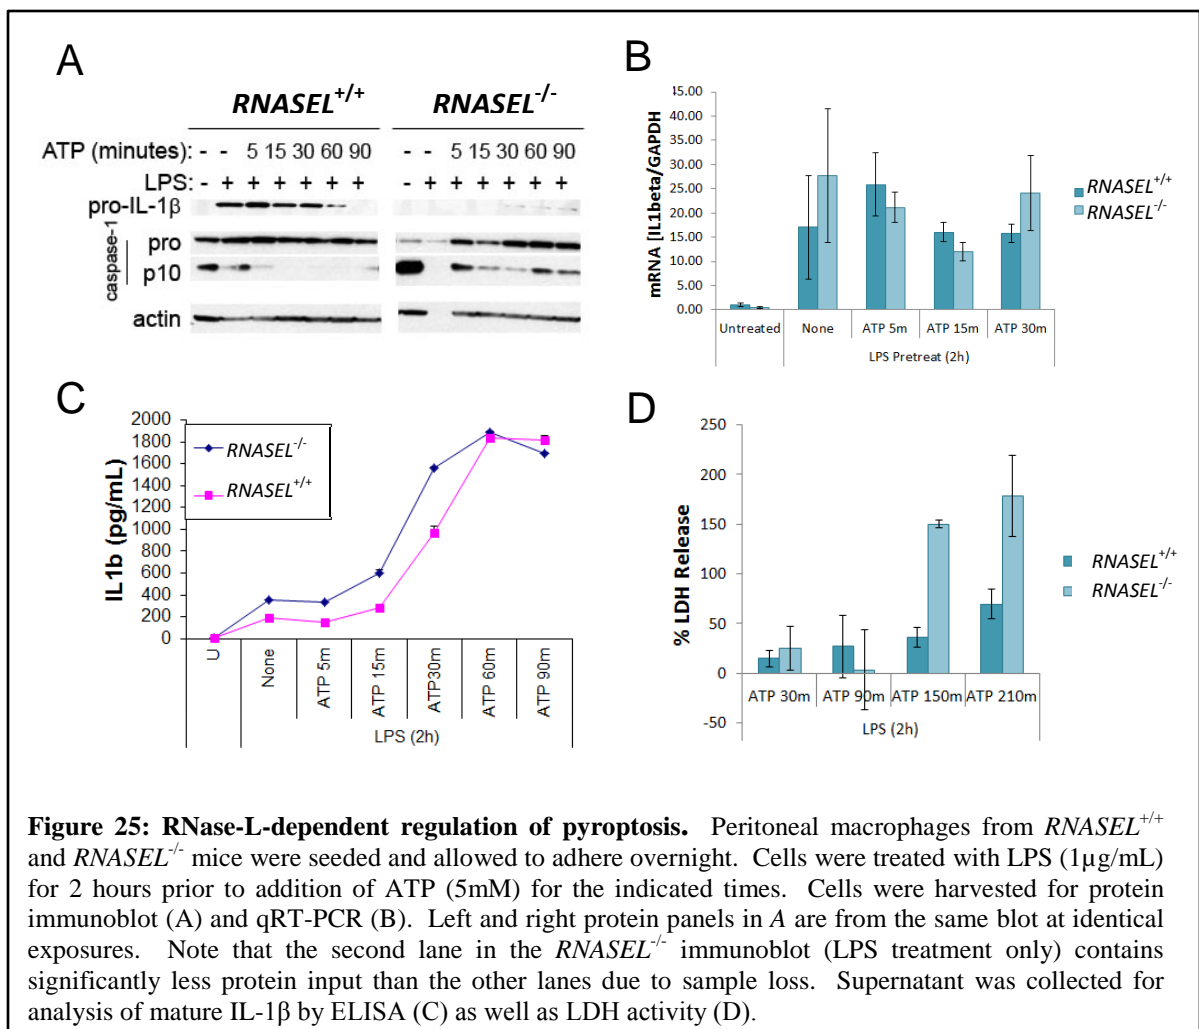 A
RNASEL+/+ RNASEL-/-
ATP (minutes): - - 5 15 30 60 90 - - 5 15 30 60 90
LPS: - + + + + + + - + + + + + +
pro-IL-1β
caspase-1
pro
p10
actin
B
mRNA [IL1beta/GAPDH
45.00
40.00
35.00
30.00
25.00
20.00
15.00
10.00
5.00
0.00
Untreated None ATP 5m ATP 15m ATP 30m
LPS Pretreat (2h)
RNASEL+/+
RNASEL-/-
C
IL1b (pg/mL)
2000
1800
1600
1400
1200
1000
800
600
400
200
0
RNASEL-/-
RNASEL+/+
U None ATP 5m ATP 15m ATP30m ATP 60m ATP 90m
LPS (2h)
D
% LDH Release
250
200
150
100
50
0
-50
ATP 30m ATP 90m ATP 150m ATP 210m
LPS (2h)
RNASEL+/+
RNASEL-/-
Figure 25: RNase-L-dependent regulation of pyroptosis. Peritoneal macrophages from RNASEL+/+
and RNASEL-/- mice were seeded and allowed to adhere overnight. Cells were treated with LPS (1µg/mL)
for 2 hours prior to addition of ATP (5mM) for the indicated times. Cells were harvested for protein
immunoblot (A) and qRT-PCR (B). Left and right protein panels in A are from the same blot at identical
exposures. Note that the second lane in the RNASEL-/- immunoblot (LPS treatment only) contains
significantly less protein input than the other lanes due to sample loss. Supernatant was collected for
analysis of mature IL-1β by ELISA (C) as well as LDH activity (D).